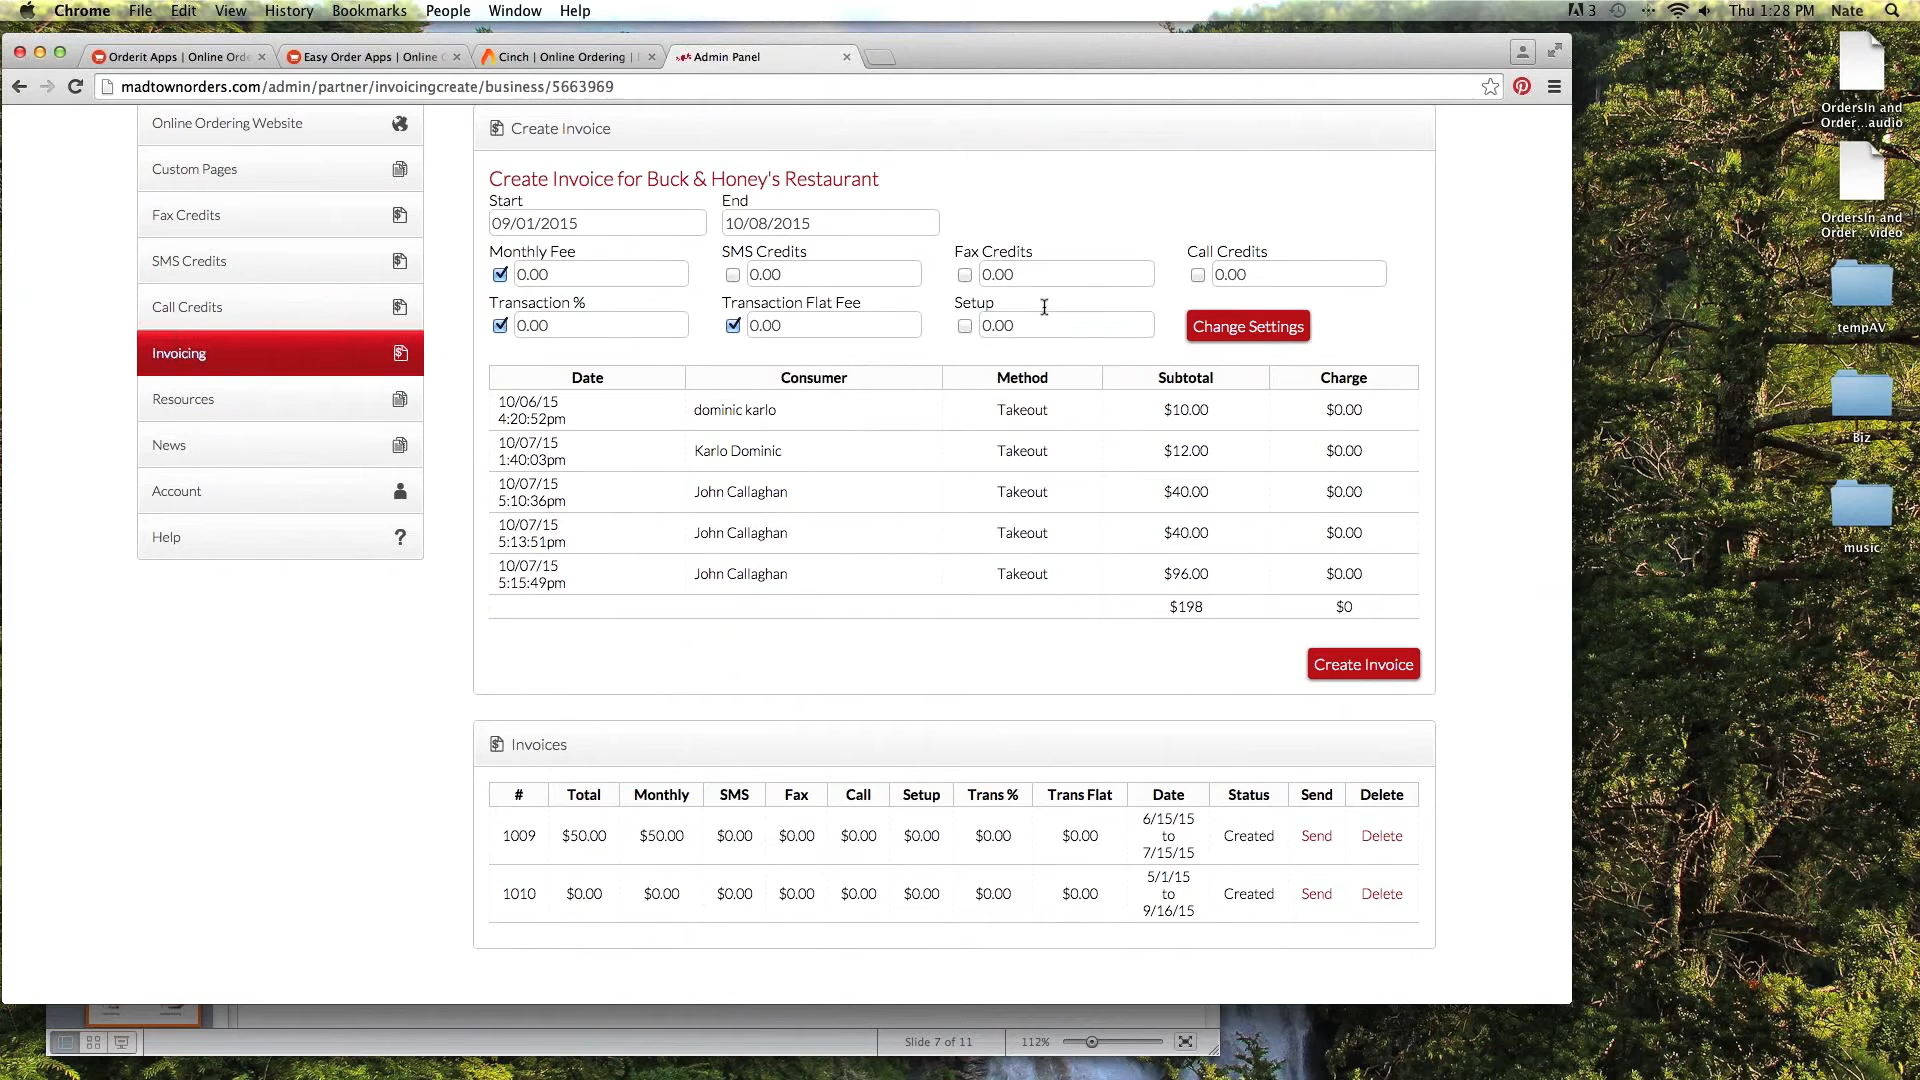 Chrome File Edit View History Bookmarks People Window Help
3 Thu 1:28 PM Nate
Orderit Apps | Online Orde
Easy Order Apps | Online
Cinch | Online Ordering |
Admin Panel
madtownorders.com/admin/partner/invoicingcreate/business/5663969
Online Ordering Website
Custom Pages
Fax Credits
SMS Credits
Call Credits
Invoicing
Resources
News
Account
Help
Create Invoice
Create Invoice for Buck & Honey's Restaurant
Start End
09/01/2015 10/08/2015
Monthly Fee SMS Credits Fax Credits Call Credits
0.00 0.00 0.00 0.00
Transaction % Transaction Flat Fee Setup
0.00 0.00 0.00 Change Settings
Date Consumer Method Subtotal Charge
10/06/15
4:20:52pm dominic karlo Takeout $10.00 $0.00
10/07/15
1:40:03pm Karlo Dominic Takeout $12.00 $0.00
10/07/15
5:10:36pm John Callaghan Takeout $40.00 $0.00
10/07/15
5:13:51pm John Callaghan Takeout $40.00 $0.00
10/07/15
5:15:49pm John Callaghan Takeout $96.00 $0.00
$198 $0
Create Invoice
Invoices
# Total Monthly SMS Fax Call Setup Trans % Trans Flat Date Status Send Delete
1009 $50.00 $50.00 $0.00 $0.00 $0.00 $0.00 $0.00 $0.00 6/15/15 to 7/15/15 Created Send Delete
1010 $0.00 $0.00 $0.00 $0.00 $0.00 $0.00 $0.00 $0.00 5/1/15 to 9/16/15 Created Send Delete
Slide 7 of 11 112%
OrdersIn and
Order...audio
OrdersIn and
Order...video
tempAV
Biz
music